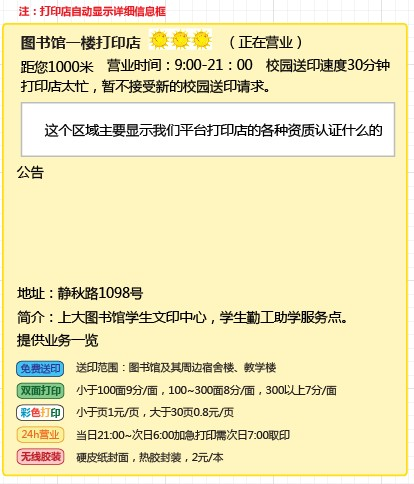 注：打印店自动显示详细信息框
图书馆一楼打印店 （正在营业）
距您1000米 营业时间：9:00-21：00 校园送印速度30分钟
打印店太忙，暂不接受新的校园送印请求。
这个区域主要显示我们平台打印店的各种资质认证什么的
公告
地址：静秋路1098号
简介：上大图书馆学生文印中心，学生勤工助学服务点。
提供业务一览
免费送印 送印范围：图书馆及其周边宿舍楼、教学楼
双面打印 小于100面9分/面，100~300面8分/面，300以上7分/面
彩色打印 小于页1元/页，大于30页0.8元/页
24h营业 当日21:00~次日6:00加急打印需次日7:00取印
无线胶装 硬皮纸封面，热胶封装，2元/本